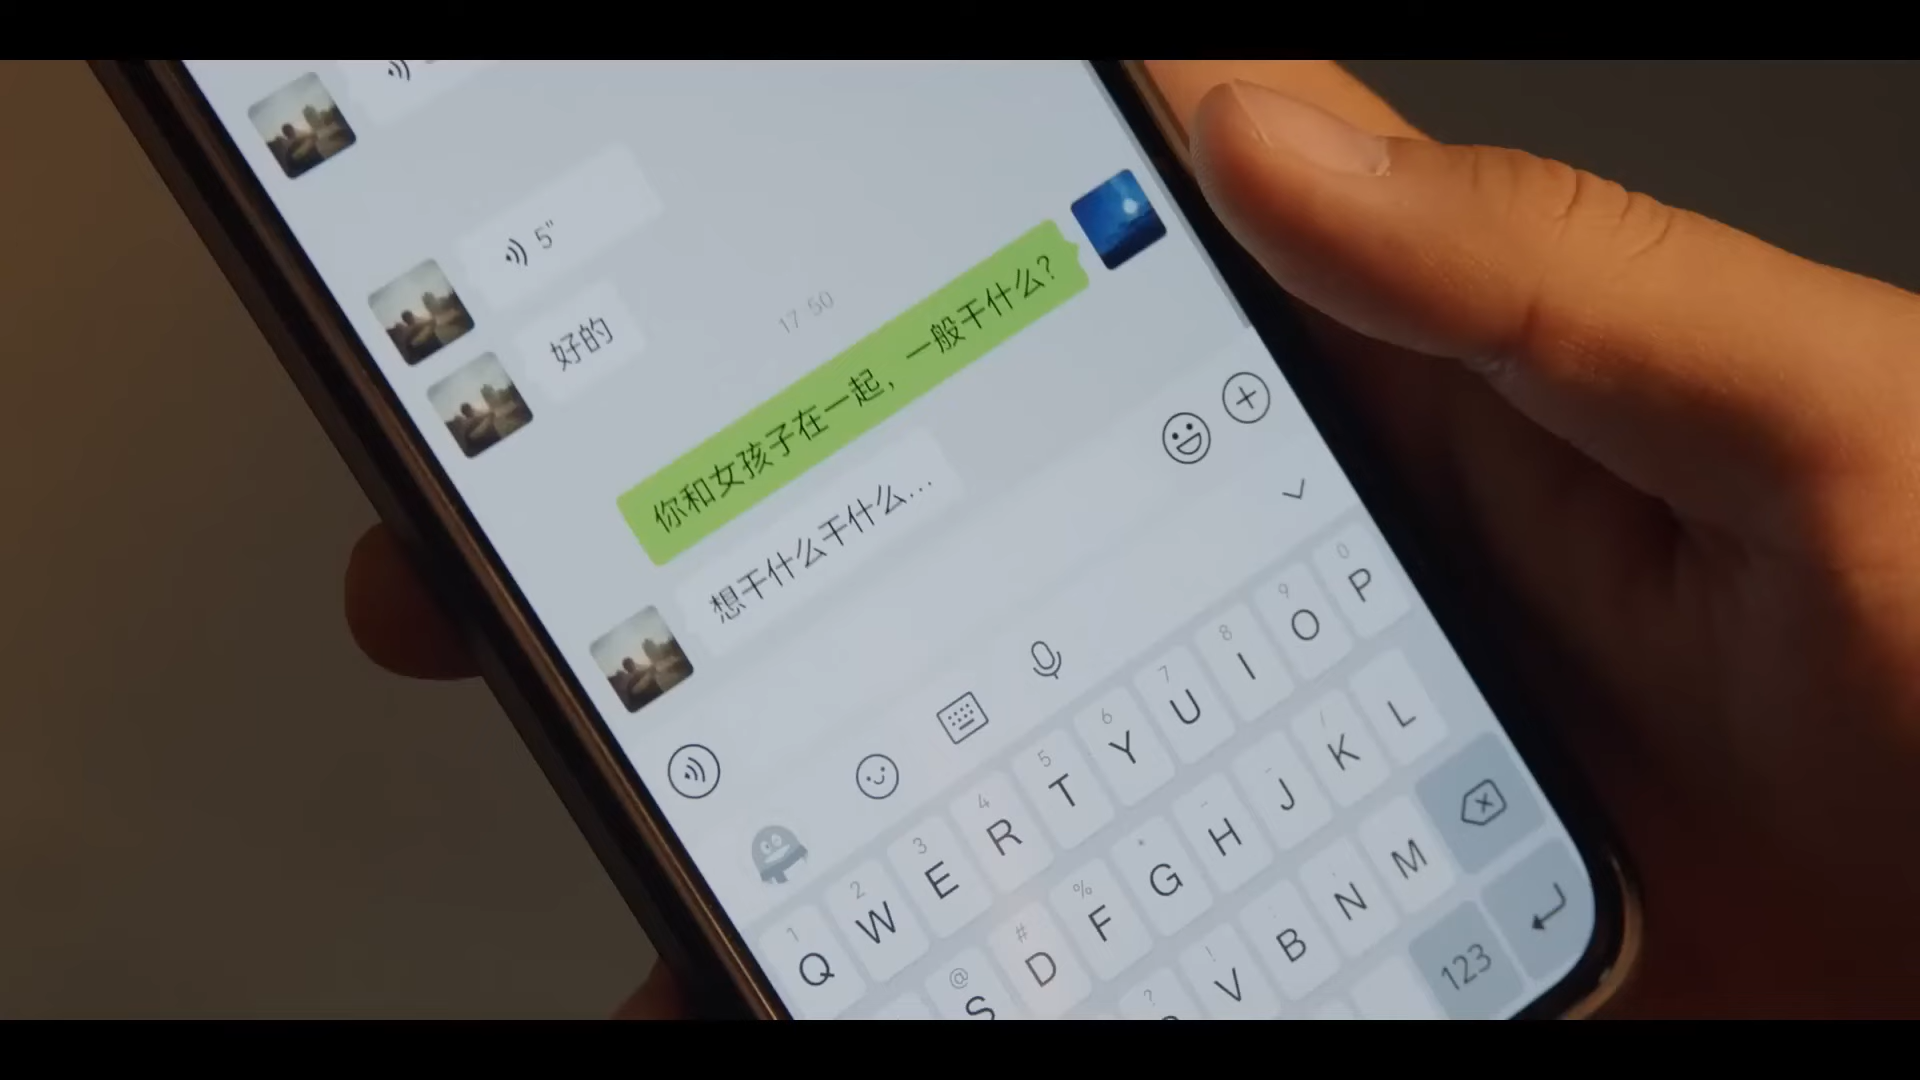 5"
好的
17:50
你和女孩子在一起，一般干什么？
想干什么干什么...
1 2 3 4 5 6 7 8 9 0
Q W E R T Y U I O P
@ # %
S D F G H J K L
? !
V B N M
123